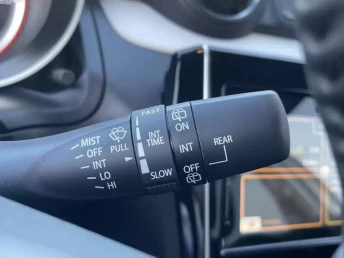 MIST
OFF
INT
LO
HI
PULL
FAST
INT
TIME
SLOW
ON
INT
OFF
REAR